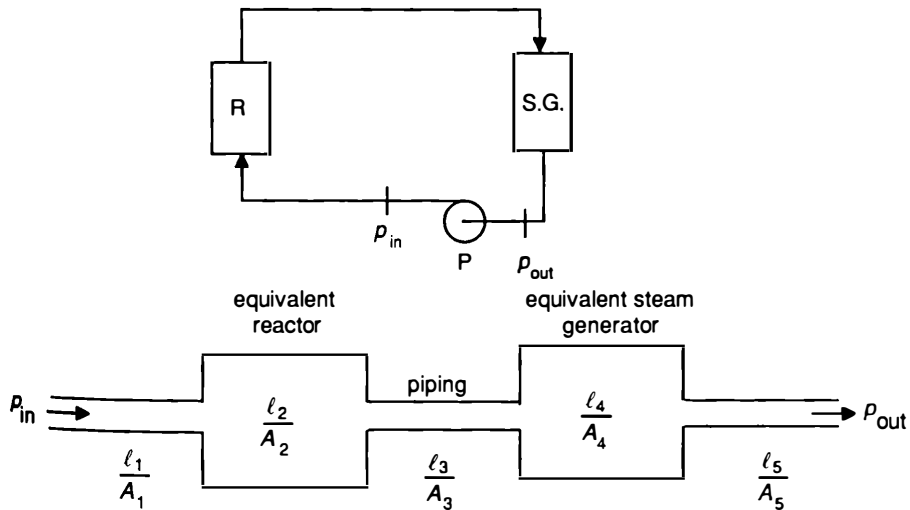 R
S.G.
p_in
P
p_out
equivalent
reactor
equivalent steam
generator
piping
p_in
ℓ_2/A_2
ℓ_4/A_4
p_out
ℓ_1/A_1
ℓ_3/A_3
ℓ_5/A_5